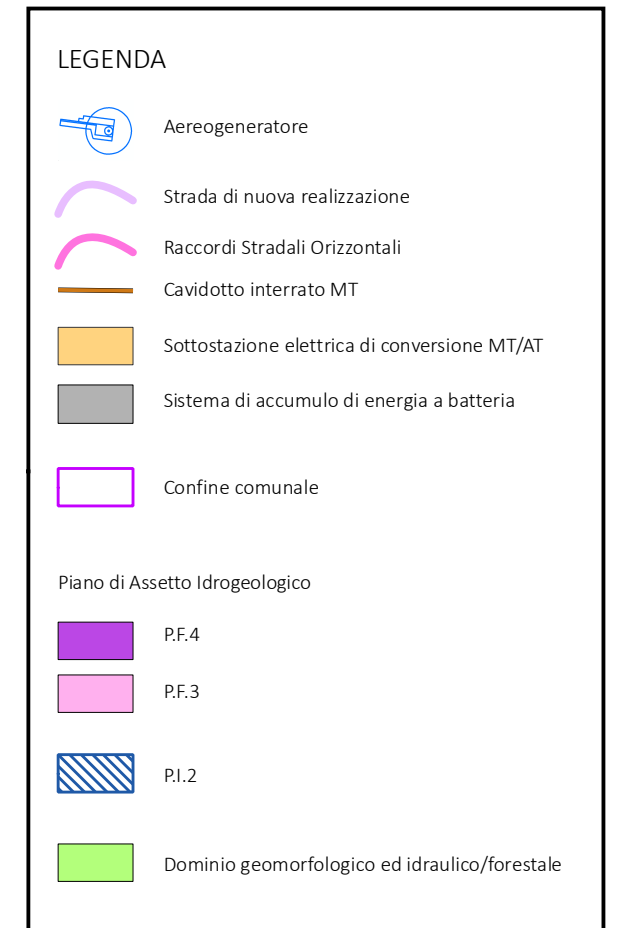 LEGENDA
Aereogeneratore
Strada di nuova realizzazione
Raccordi Stradali Orizzontali
Cavidotto interrato MT
Sottostazione elettrica di conversione MT/AT
Sistema di accumulo di energia a batteria
Confine comunale
Piano di Assetto Idrogeologico
P.F.4
P.F.3
P.I.2
Dominio geomorfologico ed idraulico/forestale